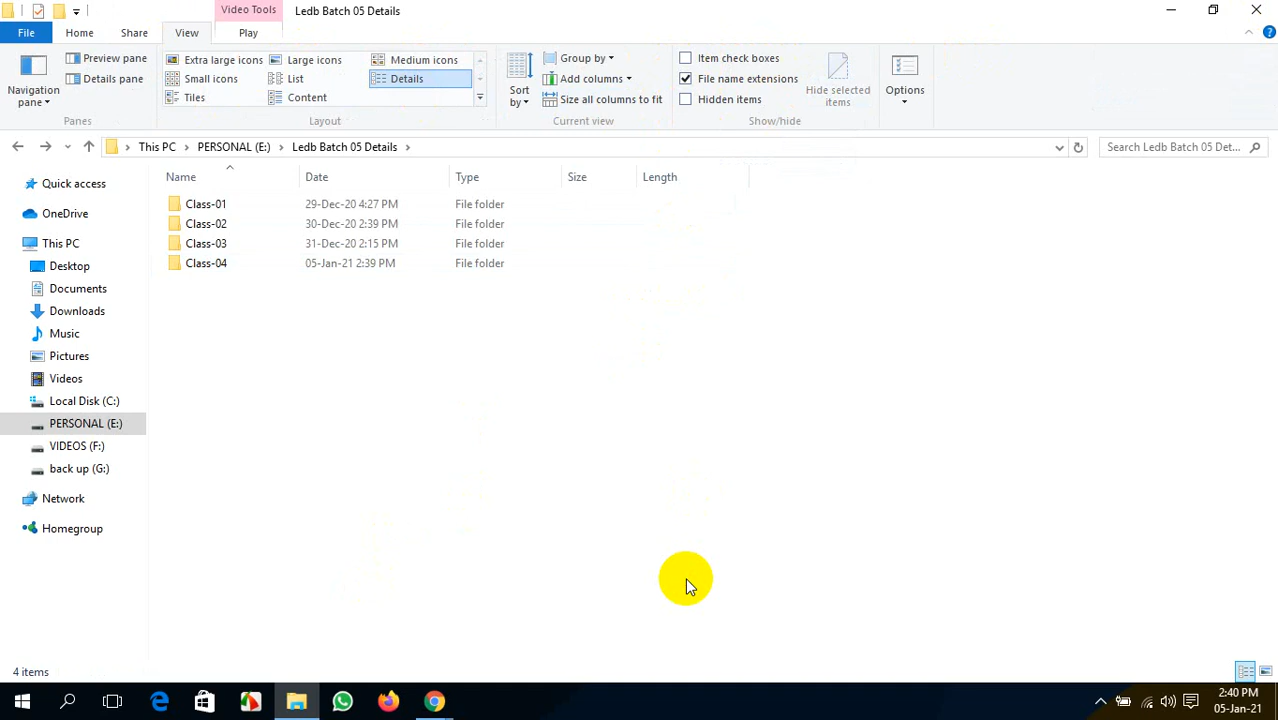 Video Tools
Ledb Batch 05 Details
File
Home
Share
View
Play
Navigation pane
Preview pane
Details pane
Panes
Extra large icons
Large icons
Medium icons
Small icons
List
Details
Tiles
Content
Layout
Sort by
Group by
Add columns
Size all columns to fit
Current view
Item check boxes
File name extensions
Hidden items
Hide selected items
Show/hide
Options
This PC
PERSONAL (E:)
Ledb Batch 05 Details
Search Ledb Batch 05 Det...
Name Date Type Size Length
Class-01 29-Dec-20 4:27 PM File folder
Class-02 30-Dec-20 2:39 PM File folder
Class-03 31-Dec-20 2:15 PM File folder
Class-04 05-Jan-21 2:39 PM File folder
Quick access
OneDrive
This PC
Desktop
Documents
Downloads
Music
Pictures
Videos
Local Disk (C:)
PERSONAL (E:)
VIDEOS (F:)
back up (G:)
Network
Homegroup
4 items
2:40 PM
05-Jan-21